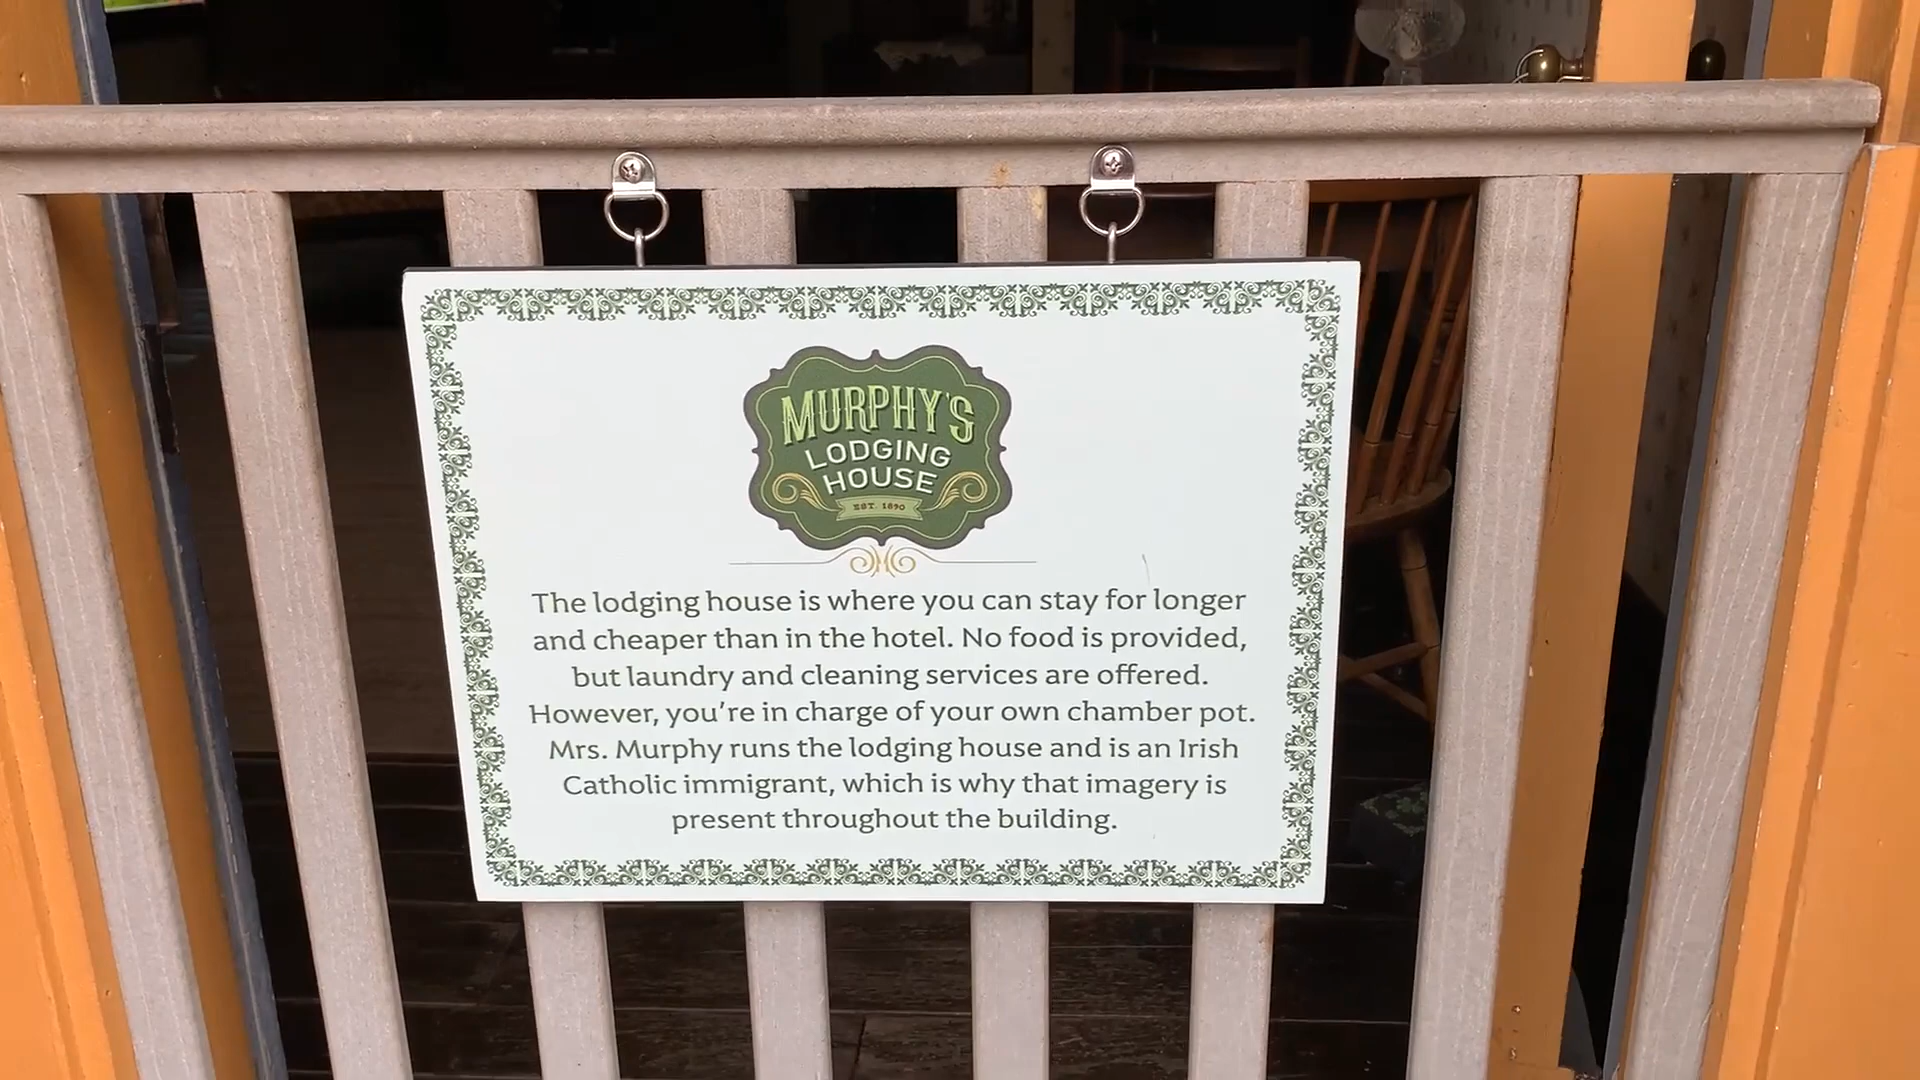 MURPHY'S
LODGING
HOUSE
EST. 1890
The lodging house is where you can stay for longer
and cheaper than in the hotel. No food is provided,
but laundry and cleaning services are offered.
However, you're in charge of your own chamber pot.
Mrs. Murphy runs the lodging house and is an Irish
Catholic immigrant, which is why that imagery is
present throughout the building.